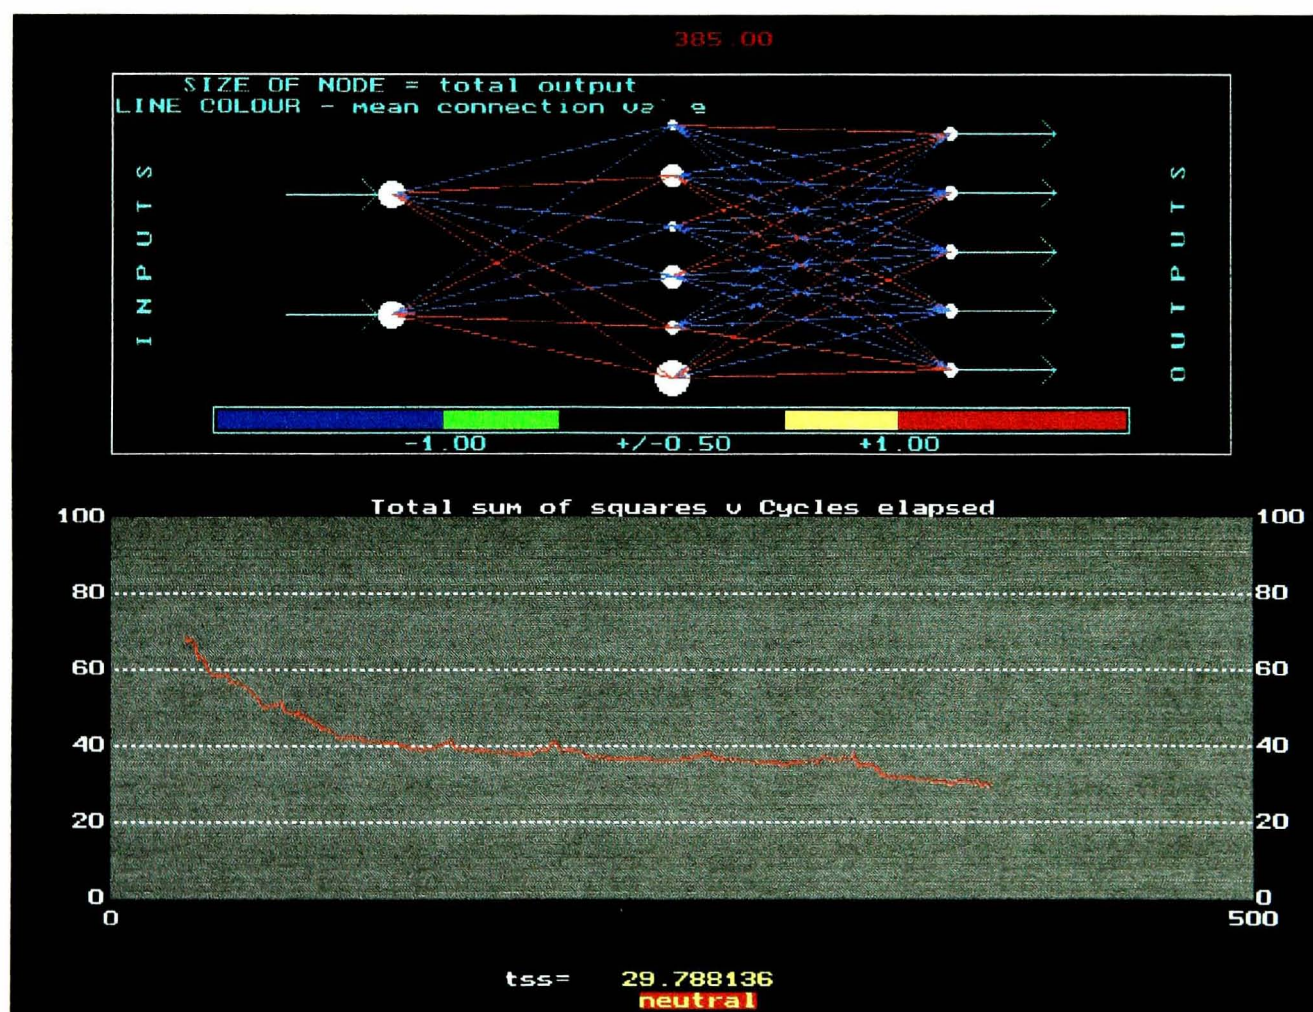 385.00
SIZE OF NODE = total output
LINE COLOUR - mean connection
INPUTS
OUTPUTS
-1.00 +/-0.50 +1.00
Total sum of squares v Cycles elapsed
100 100
80 80
60 60
40 40
20 20
0 0
0 500
tss= 29.788136
neutral